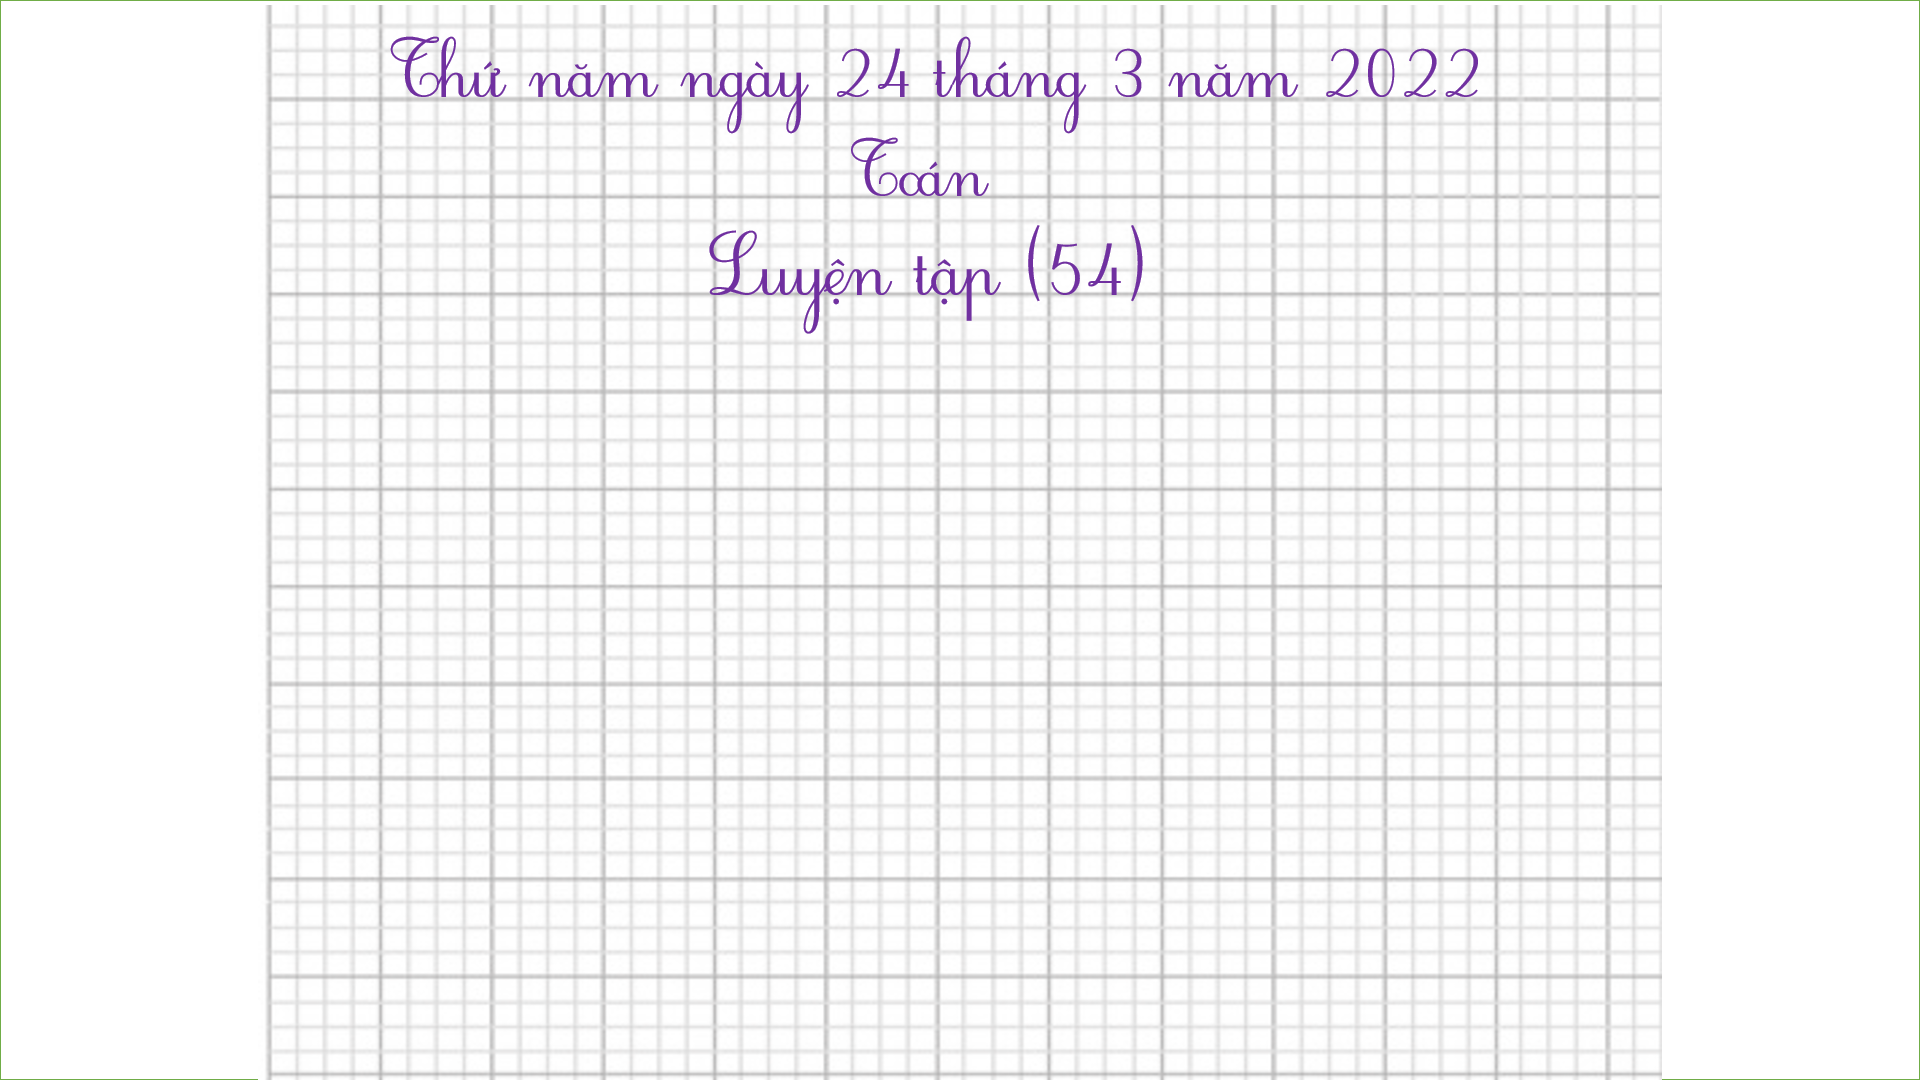 Thứ năm ngày 24 tháng 3 năm 2022
Toán
Luyện tập (54)